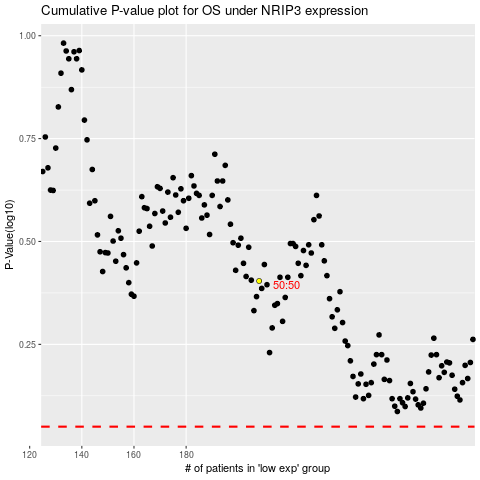 Cumulative P-value plot for OS under NRIP3 expression
P-Value(log10)
1.00
0.75
0.50
0.25
50:50
120 140 160 180
# of patients in 'low exp' group